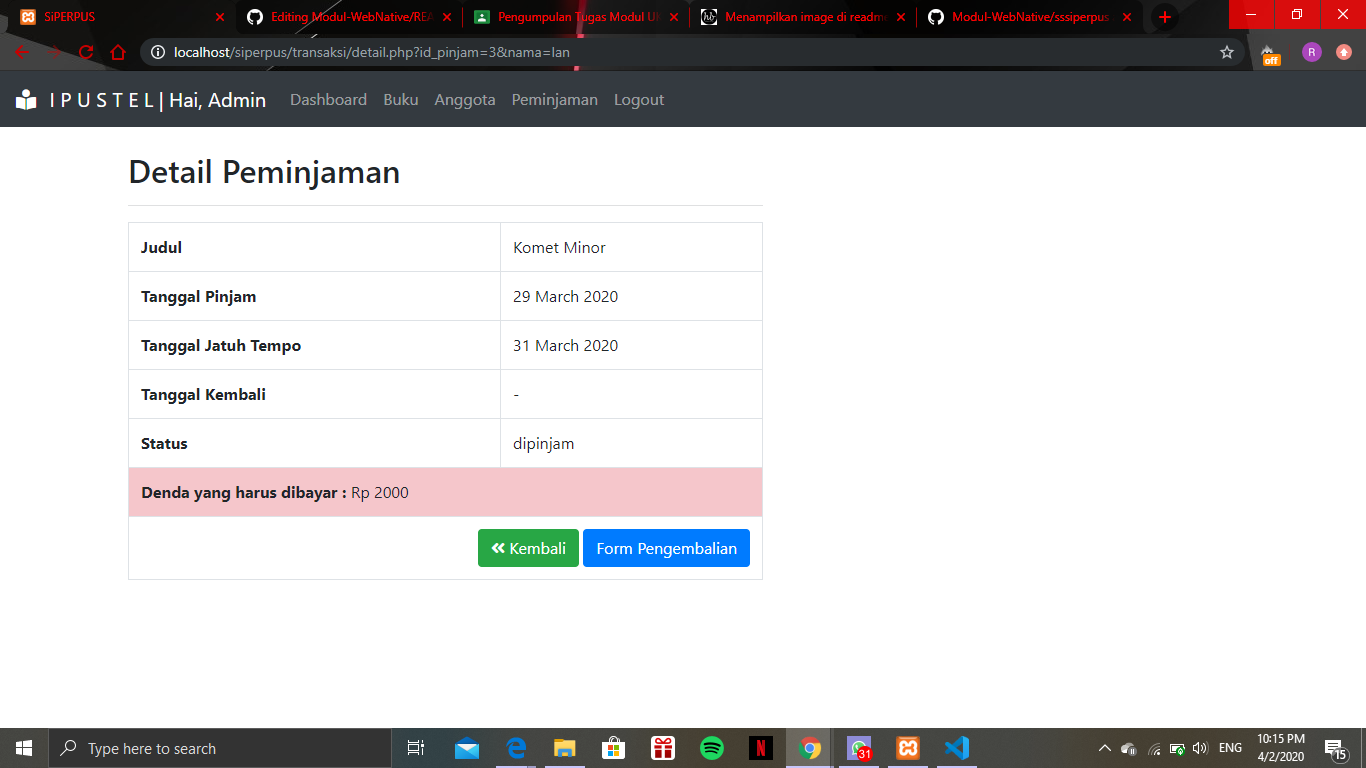 SiPERPUS
Editing Modul-WebNative/REA
Pengumpulan Tugas Modul UK
Menampilkan image di readme
Modul-WebNative/sssiperpus
localhost/siperpus/transaksi/detail.php?id_pinjam=3&nama=Ian
off
R
I P U S T E L | Hai, Admin
Dashboard
Buku
Anggota
Peminjaman
Logout
Detail Peminjaman
Judul
Komet Minor
Tanggal Pinjam
29 March 2020
Tanggal Jatuh Tempo
31 March 2020
Tanggal Kembali
-
Status
dipinjam
Denda yang harus dibayar : Rp 2000
Kembali
Form Pengembalian
Type here to search
31
ENG
10:15 PM
4/2/2020
15